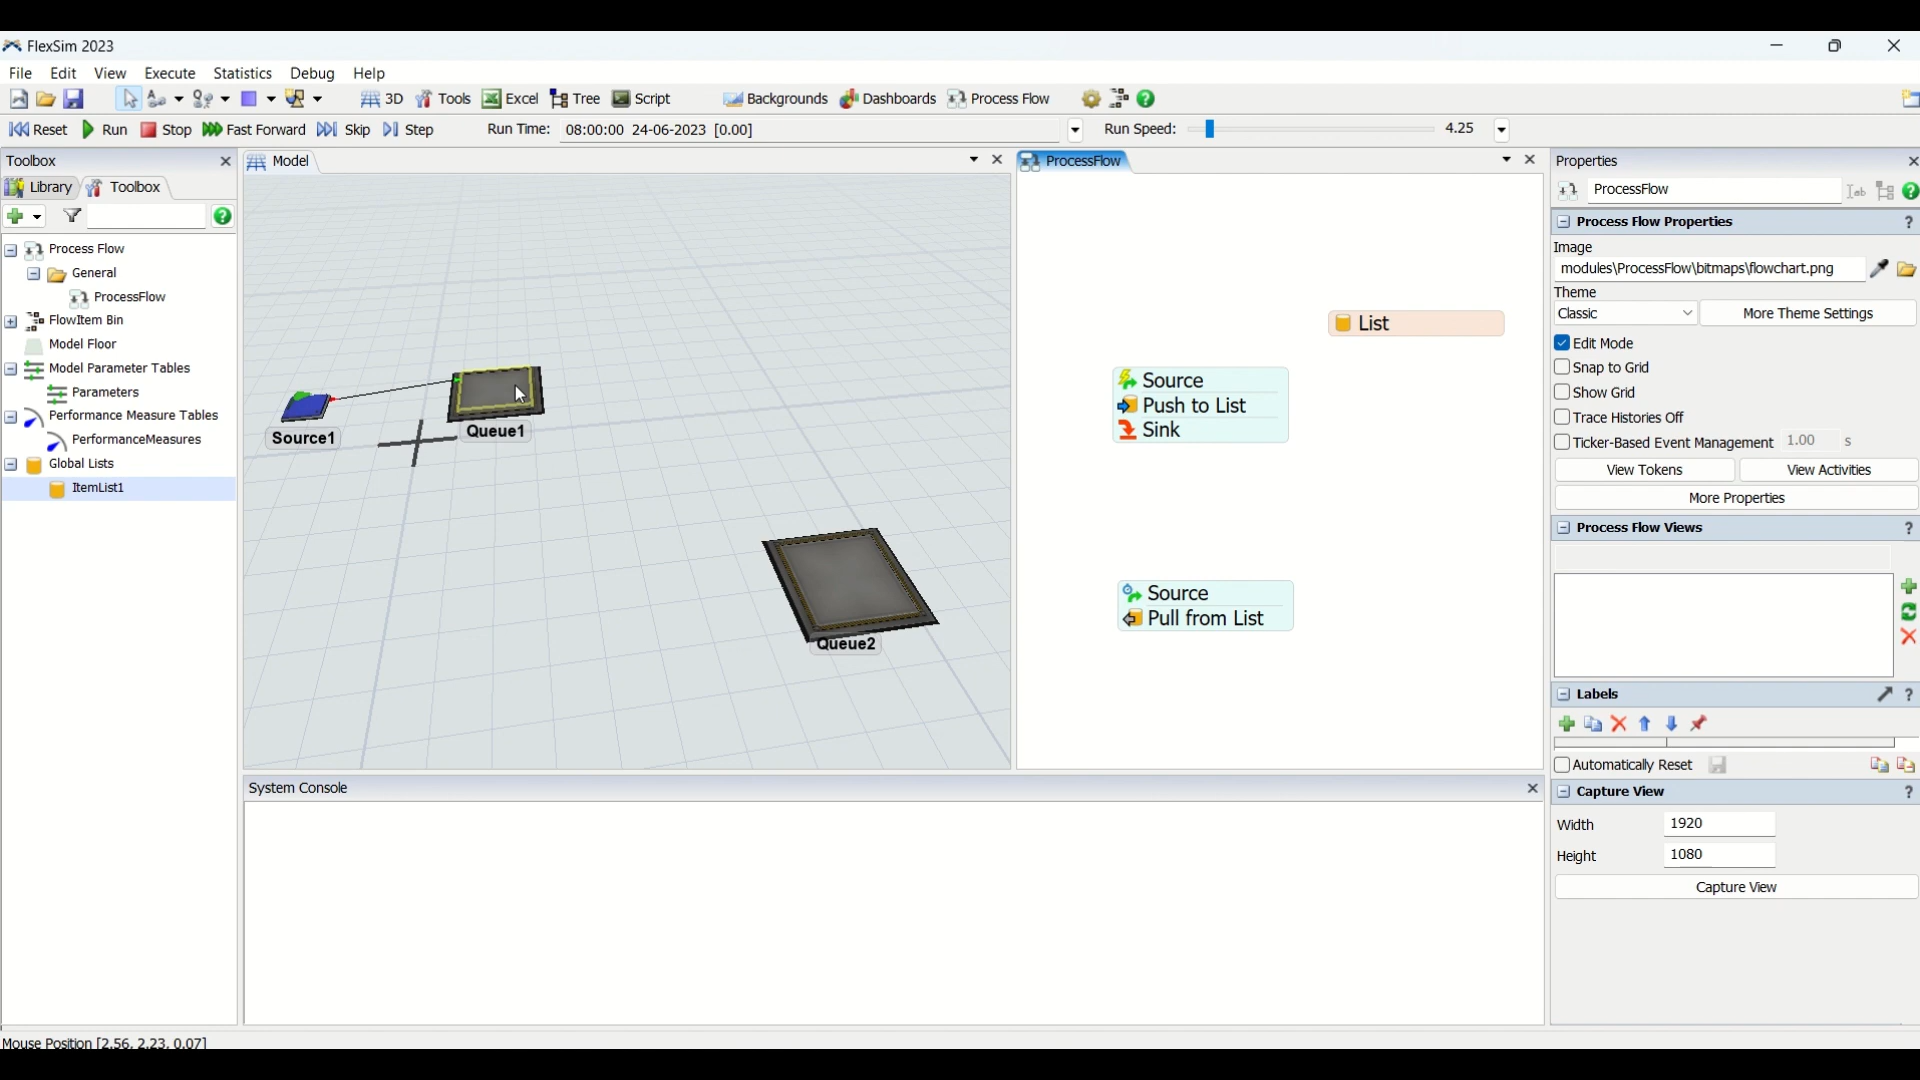 FlexSim 2023
File Edit View Execute Statistics Debug Help
3D Tools Excel Tree Script Backgrounds Dashboards Process Flow
Reset Run Stop Fast Forward Skip Step Run Time: 08:00:00 24-06-2023 [0.00] Run Speed: 4.25
Toolbox
Library Toolbox
Process Flow
General
ProcessFlow
FlowItem Bin
Model Floor
Model Parameter Tables
Parameters
Performance Measure Tables
PerformanceMeasures
Global Lists
ItemList1
Model
Source1
Queue1
Queue2
ProcessFlow
List
Source
Push to List
Sink
Source
Pull from List
System Console
Properties
ProcessFlow
Process Flow Properties ?
Image
modules\ProcessFlow\bitmaps\flowchart.png
Theme
Classic More Theme Settings
Edit Mode
Snap to Grid
Show Grid
Trace Histories Off
Ticker-Based Event Management 1.00 s
View Tokens View Activities
More Properties
Process Flow Views ?
Labels ?
Automatically Reset
Capture View ?
Width 1920
Height 1080
Capture View
Mouse Position [2.56, 2.23, 0.07]